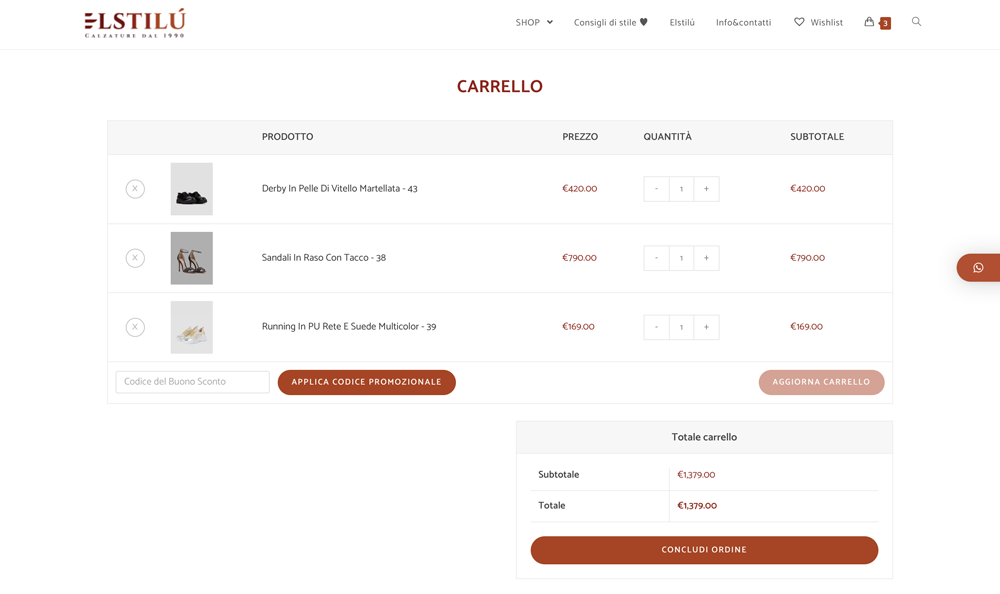 ELSTILÚ
CALZATURE DAL 1990
SHOP Consigli di stile Elstilú Info&contatti Wishlist 3
CARRELLO
PRODOTTO PREZZO QUANTITÀ SUBTOTALE
X Derby In Pelle Di Vitello Martellata - 43 €420.00 - 1 + €420.00
X Sandali In Raso Con Tacco - 38 €790.00 - 1 + €790.00
X Running In PU Rete E Suede Multicolor - 39 €169.00 - 1 + €169.00
Codice del Buono Sconto APPLICA CODICE PROMOZIONALE AGGIORNA CARRELLO
Totale carrello
Subtotale €1,379.00
Totale €1,379.00
CONCLUDI ORDINE